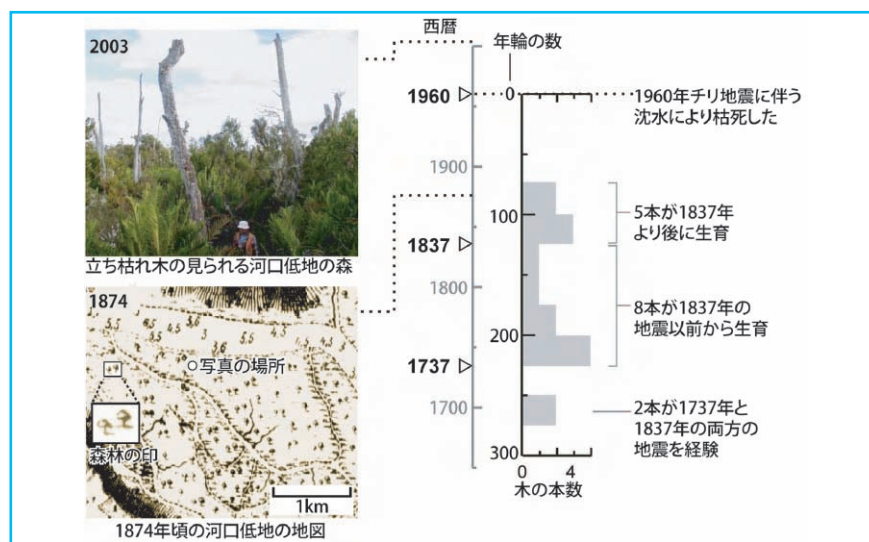 2003
立ち枯れ木の見られる河口低地の森
1874
5,5
5,5
写真の場所
森林の印
1km
1874年頃の河口低地の地図
西暦
1960
1900
1837
1800
1737
1700
年輪の数
0
100
200
300
0
4
木の本数
1960年チリ地震に伴う
沈水により枯死した
5本が1837年
より後に生育
8本が1837年の
地震以前から生育
2本が1737年と
1837年の両方の
地震を経験